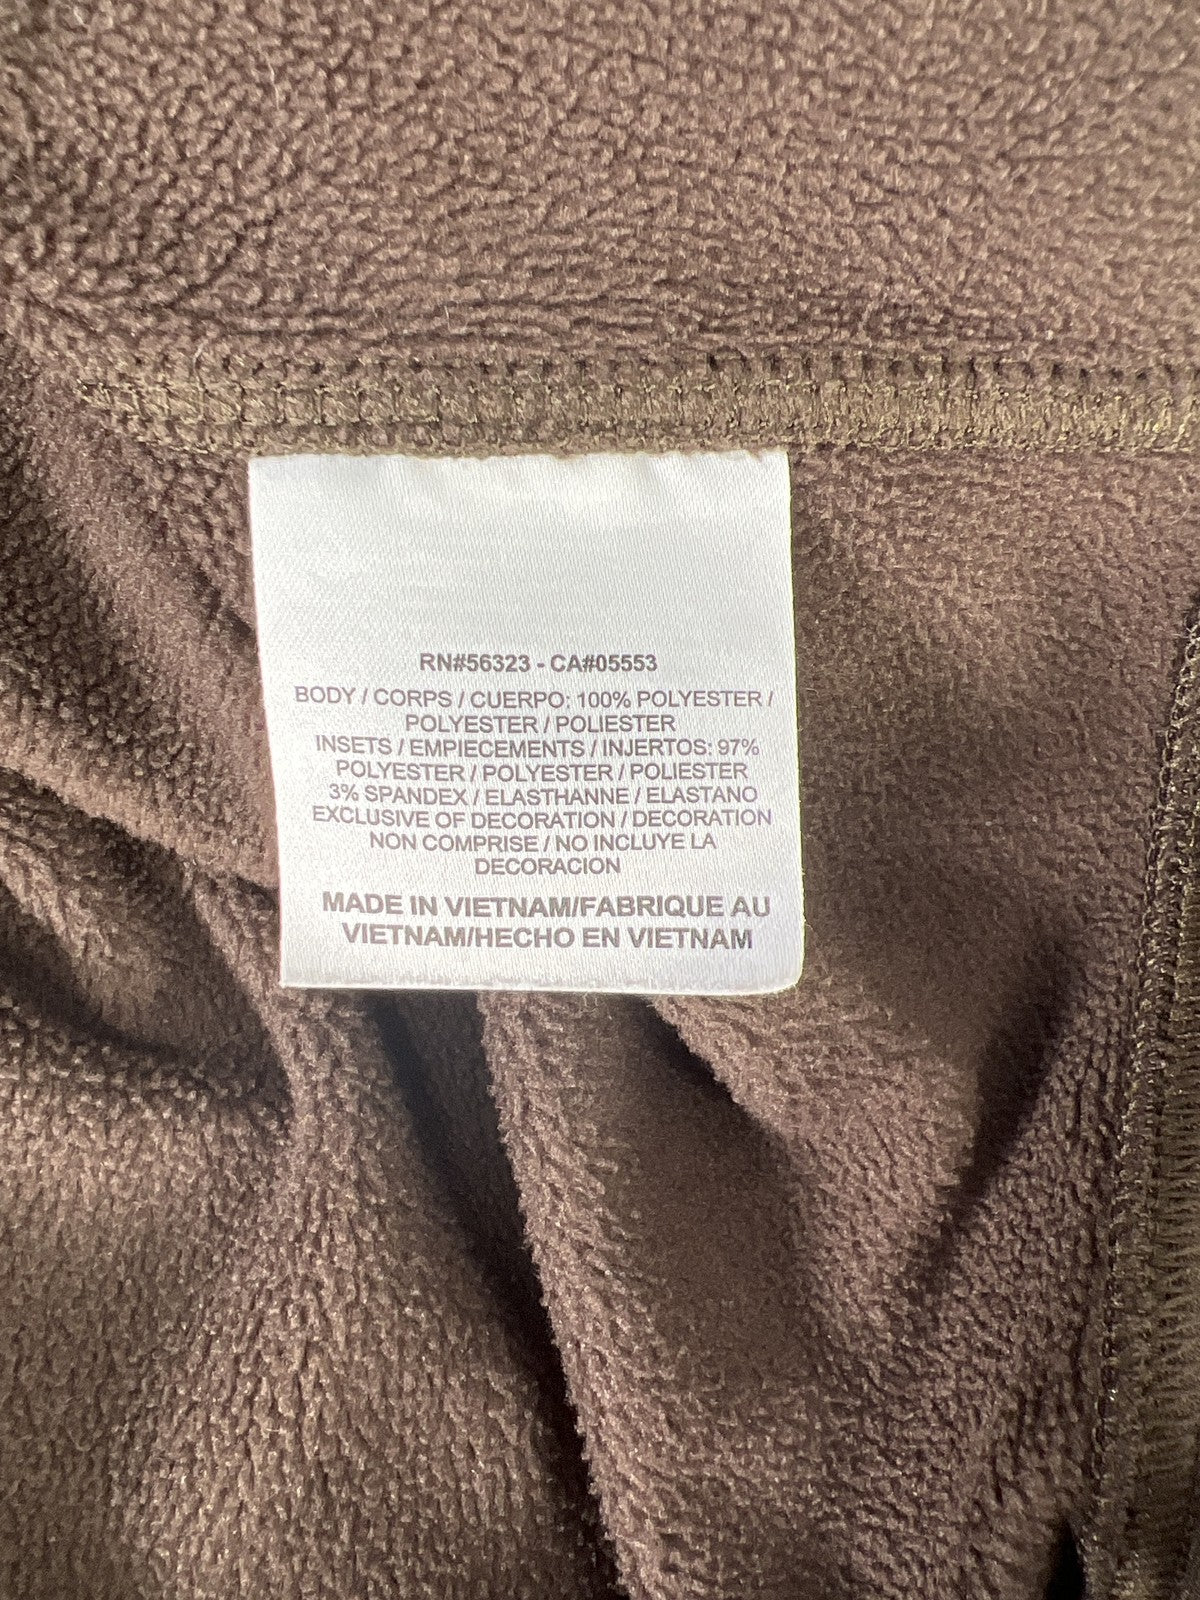 RN#56323 - CA#05553
BODY / CORPS / CUERPO: 100% POLYESTER /
POLYESTER / POLIESTER
INSETS / EMPIECEMENTS / INJERTOS: 97%
POLYESTER / POLYESTER / POLIESTER
3% SPANDEX / ELASTHANNE / ELASTANO
EXCLUSIVE OF DECORATION / DECORATION
NON COMPRISE / NO INCLUYE LA
DECORACION
MADE IN VIETNAM/FABRIQUE AU
VIETNAM/HECHO EN VIETNAM